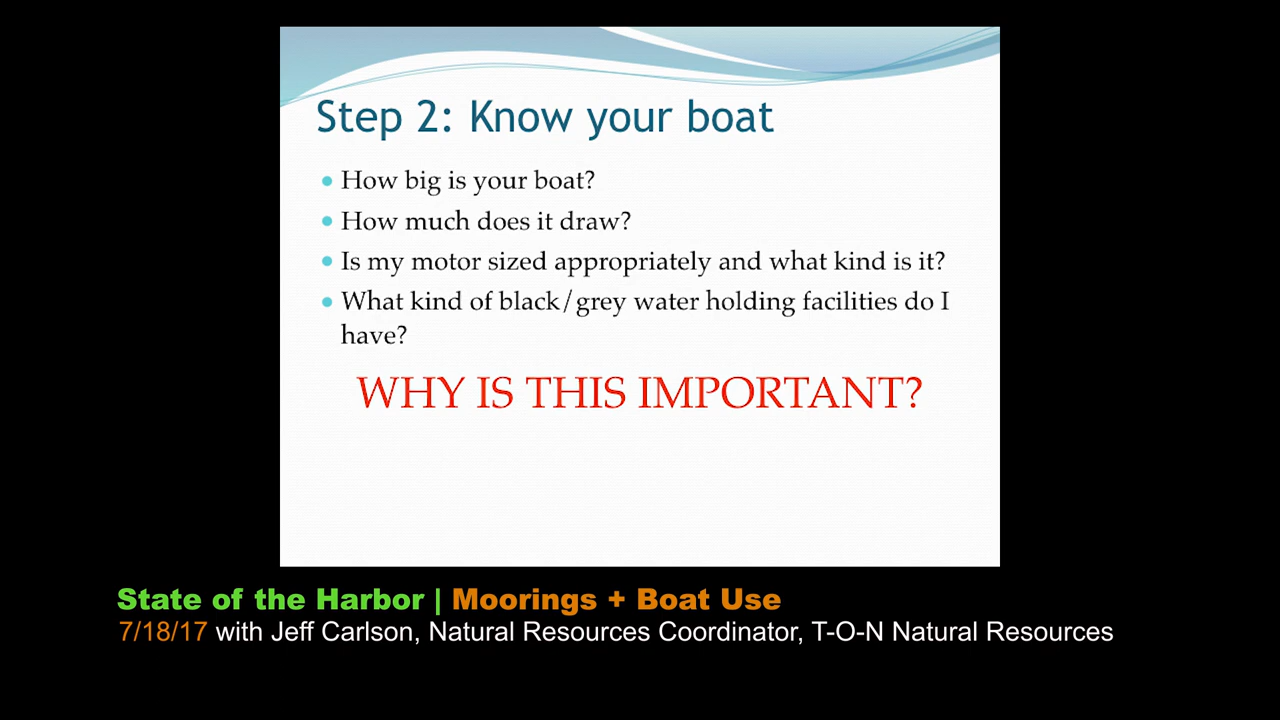 Step 2: Know your boat
How big is your boat?
How much does it draw?
Is my motor sized appropriately and what kind is it?
What kind of black/grey water holding facilities do I
have?
WHY IS THIS IMPORTANT?
State of the Harbor | Moorings + Boat Use
7/18/17 with Jeff Carlson, Natural Resources Coordinator, T-O-N Natural Resources